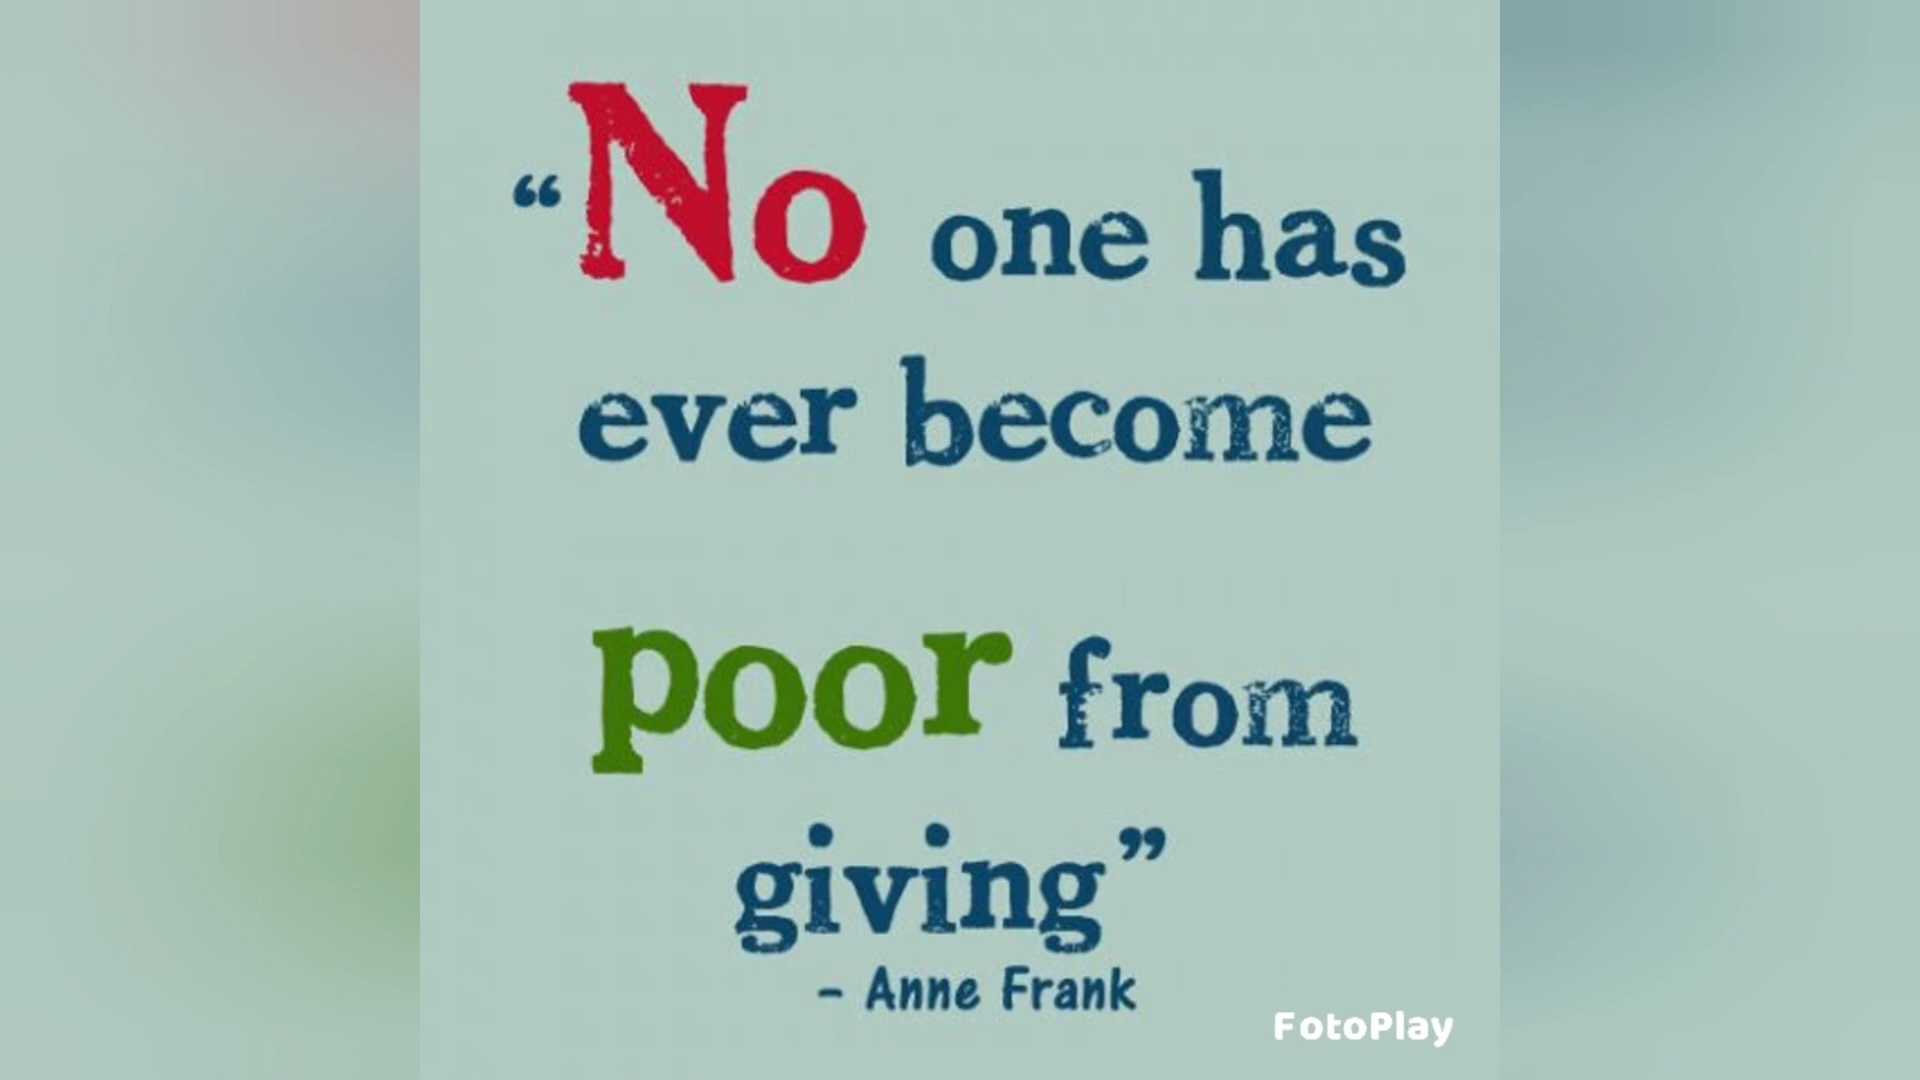 “No one has
ever become
poor from
giving”
- Anne Frank
FotoPlay